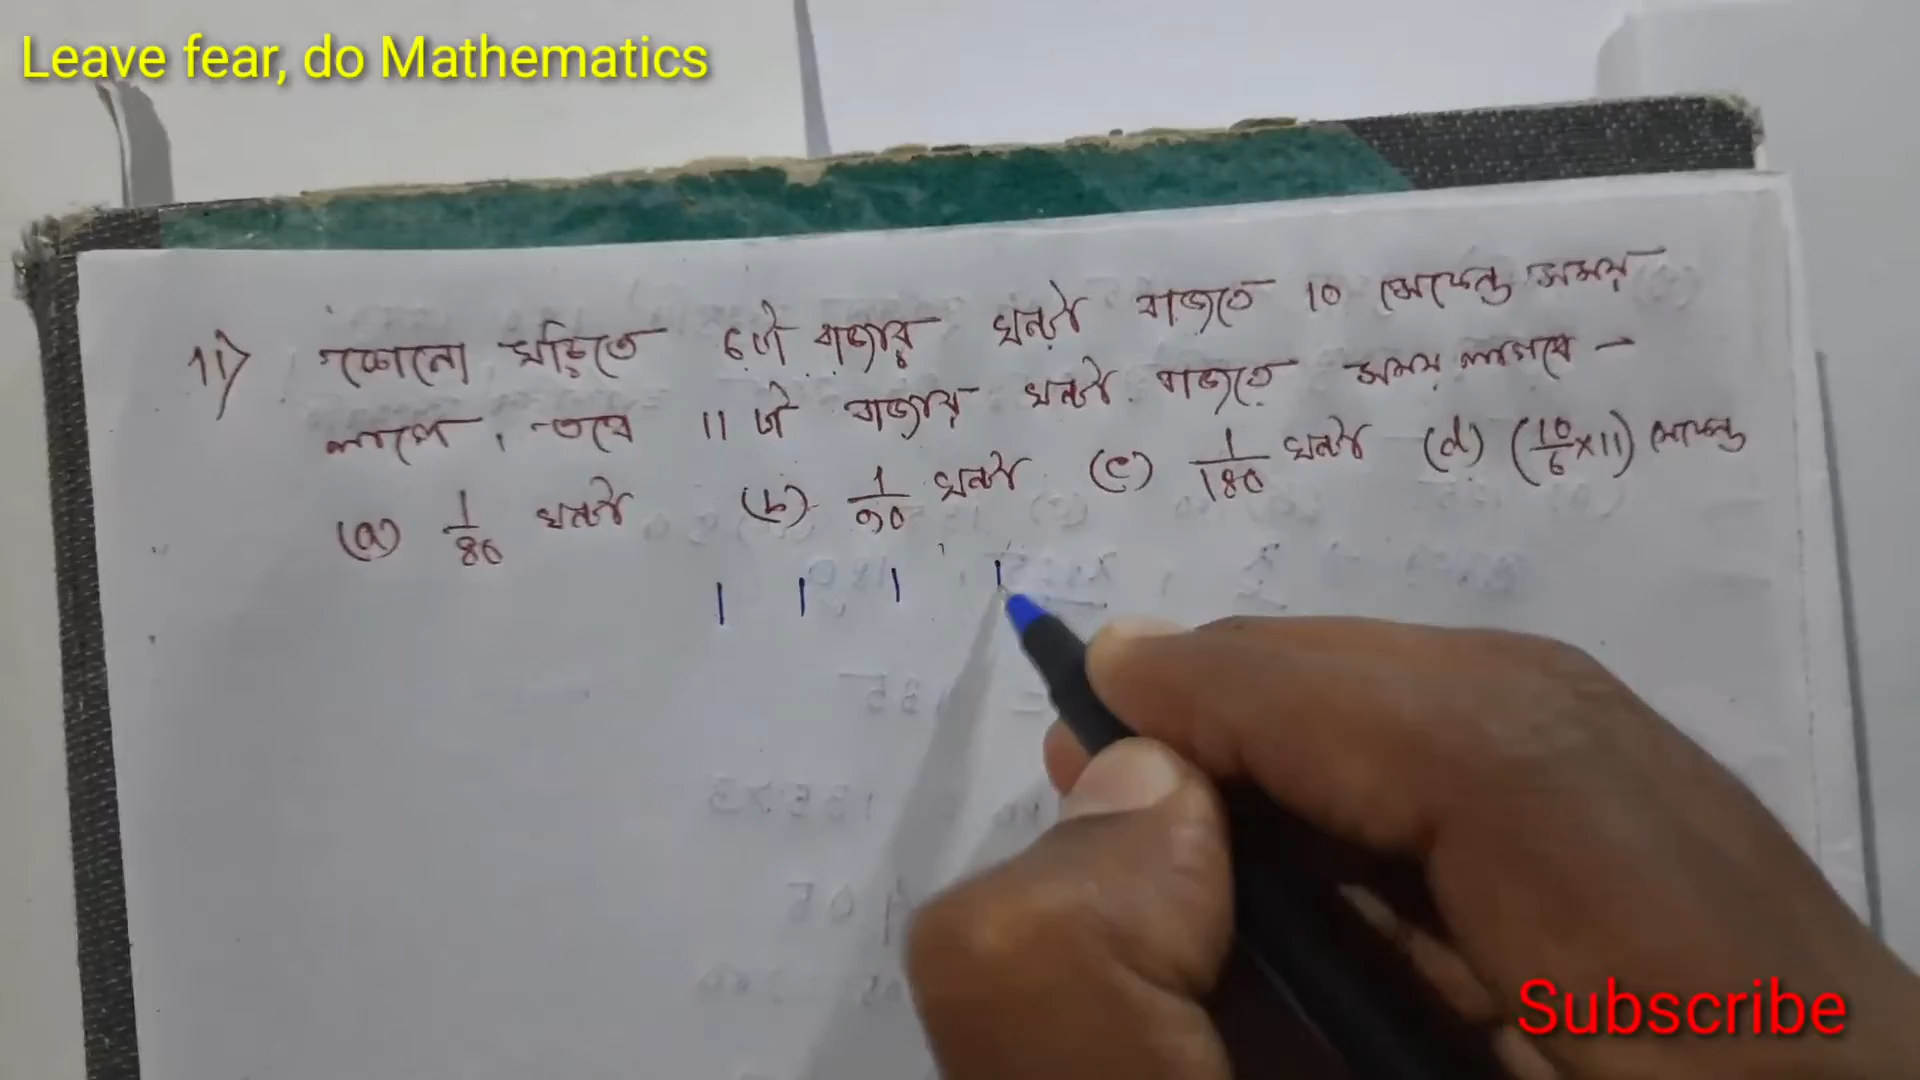 Leave fear, do Mathematics
11) কোনো ঘড়িতে 6টা বাজার ঘন্টা বাজতে 10 সেকেন্ড সময়
লাগে, তবে 11 টা বাজার ঘন্টা বাজতে সময় লাগবে —
(a) 1/80 ঘন্টা (b) 1/90 ঘন্টা (c) 1/180 ঘন্টা (d) (10/6×11) সেকেন্ড
| | | |
Subscribe